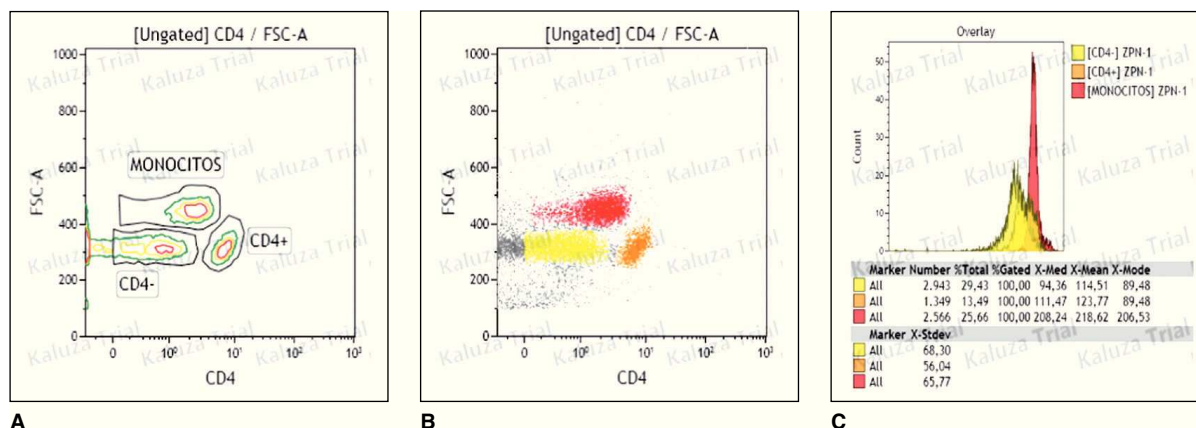 [Ungated] CD4 / FSC-A
1000
800
600
400
200
0
FSC-A
MONOCITOS
CD4+
CD4-
0
10⁰
10¹
10²
10³
CD4
Kaluza Trial
A
[Ungated] CD4 / FSC-A
1000
800
600
400
200
0
FSC-A
0
10⁰
10¹
10²
10³
CD4
Kaluza Trial
B
Overlay
50
40
30
20
10
0
Count
[CD4-] ZPN-1
[CD4+] ZPN-1
[MONOCITOS] ZPN-1
Kaluza Trial
Marker Number %Total %Gated X-Med X-Mean X-Mode
All 2.943 29,43 100,00 94,36 114,51 89,48
All 1.349 13,49 100,00 111,47 123,77 89,48
All 2.566 25,66 100,00 208,24 218,62 206,53
Marker X-Stdev
All 68,30
All 56,04
All 65,77
C